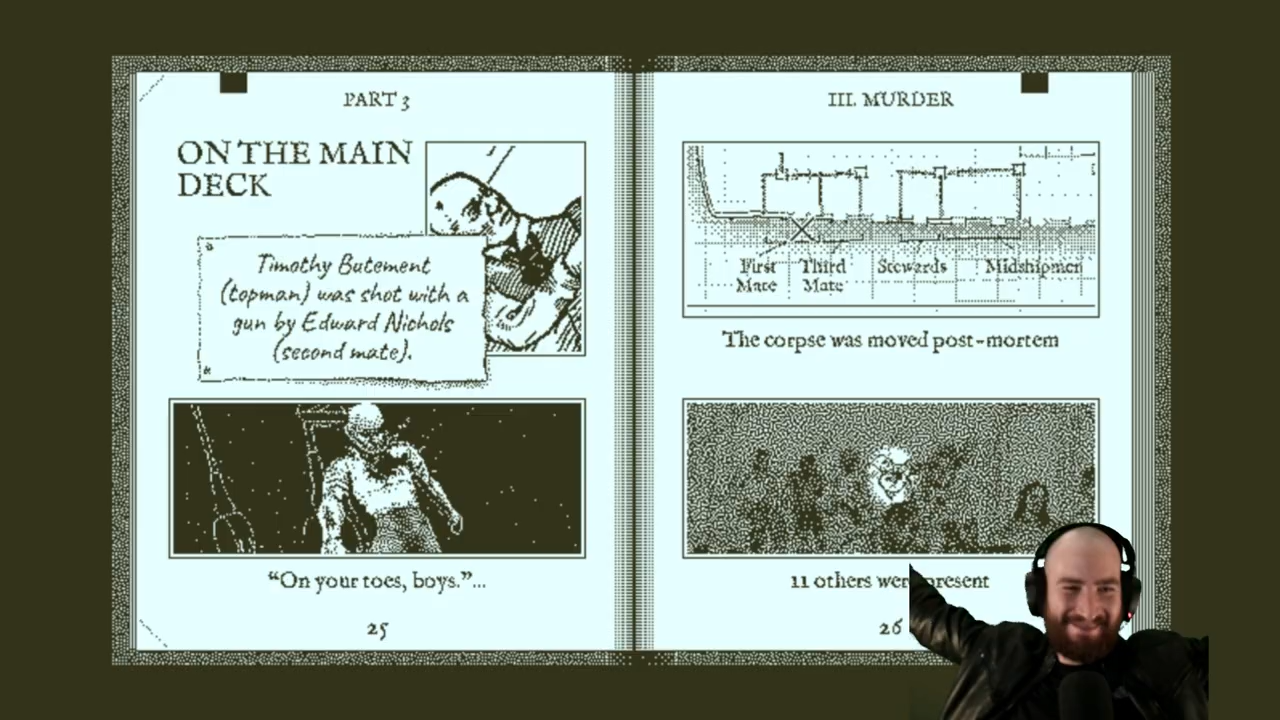 PART 3
ON THE MAIN
DECK
Timothy Butement
(topman) was shot with a
gun by Edward Nichols
(second mate).
"On your toes, boys."...
25
III. MURDER
First Third Stewards Midshipmen
Mate Mate
The corpse was moved post-mortem
11 others were present
26